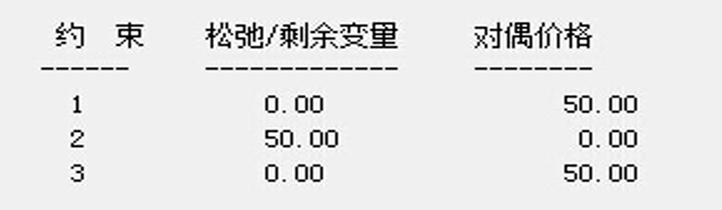 约 束 松弛/剩余变量 对偶价格
------ ------------- --------
1 0.00 50.00
2 50.00 0.00
3 0.00 50.00